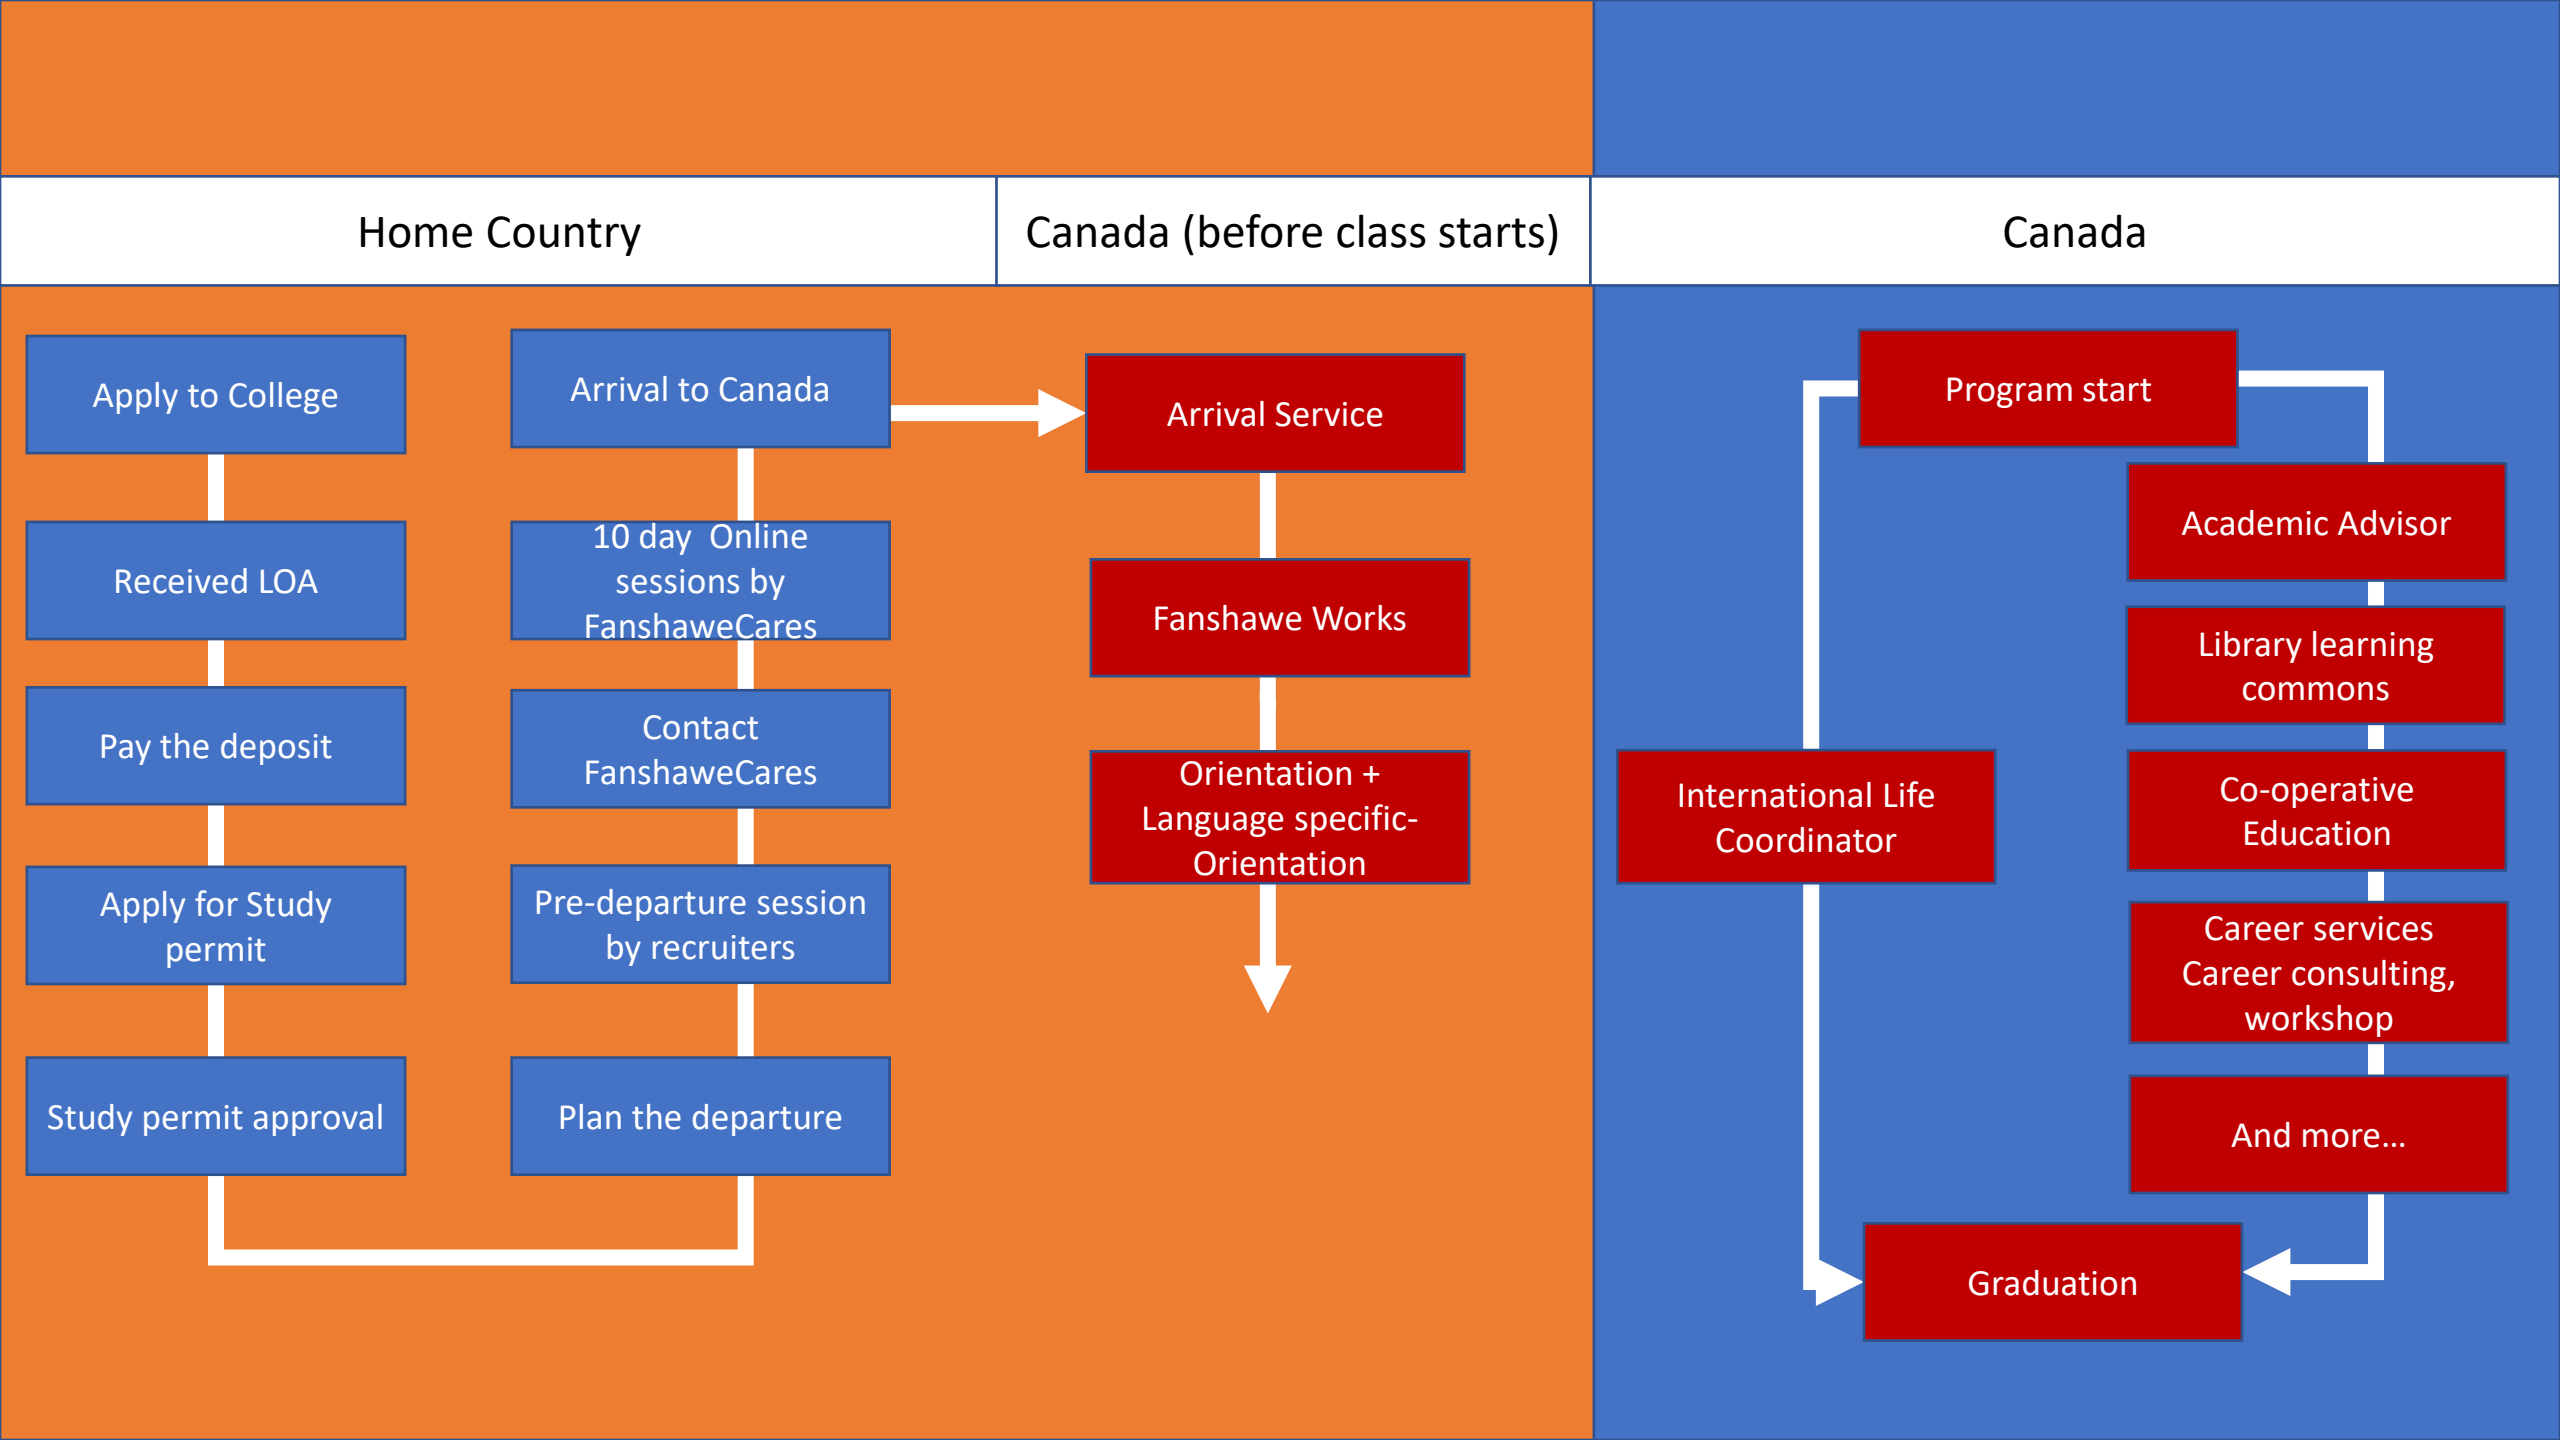 Home Country
Canada (before class starts)
Canada
Apply to College
Received LOA
Pay the deposit
Apply for Study
permit
Study permit approval
Arrival to Canada
10 day  Online
sessions by
FanshaweCares
Contact
FanshaweCares
Pre-departure session
by recruiters
Plan the departure
Arrival Service
Fanshawe Works
Orientation +
Language specific-
Orientation
Program start
International Life
Coordinator
Academic Advisor
Library learning
commons
Co-operative
Education
Career services
Career consulting,
workshop
And more...
Graduation